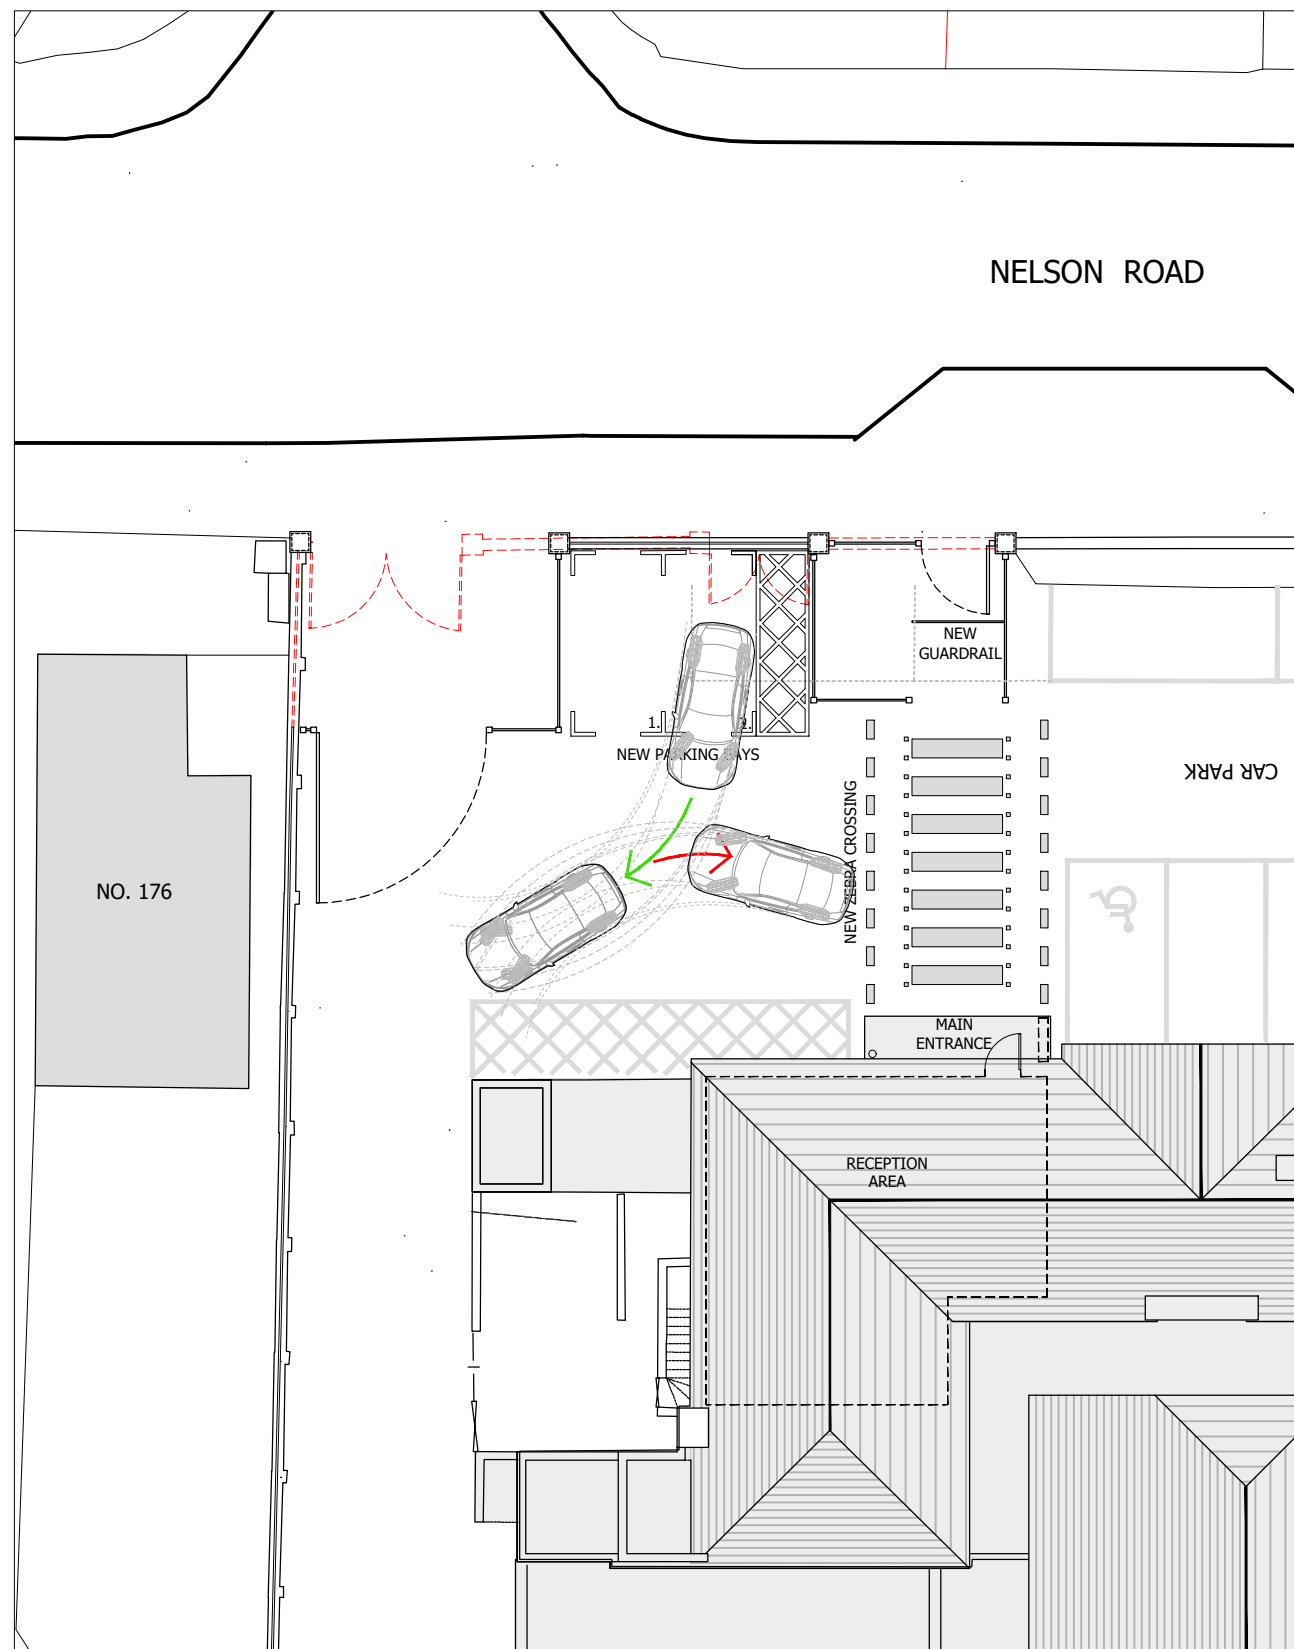 NELSON ROAD
NEW
GUARDRAIL
1.
2.
NEW PARKING BAYS
CAR PARK
NEW ZEBRA CROSSING
NO. 176
MAIN
ENTRANCE
RECEPTION
AREA